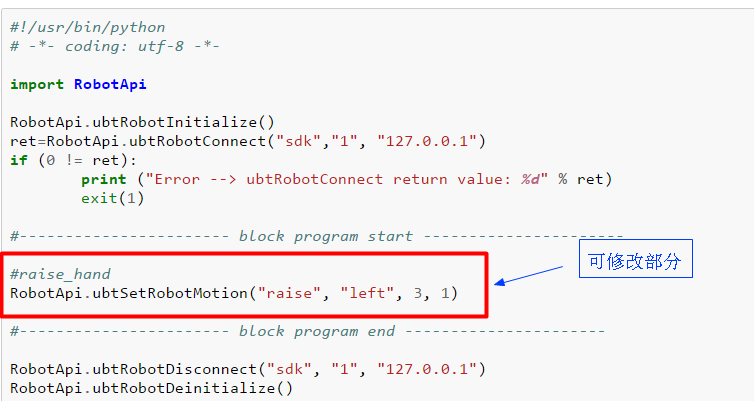 #!/usr/bin/python
# -*- coding: utf-8 -*-
import RobotApi
RobotApi.ubtRobotInitialize()
ret=RobotApi.ubtRobotConnect("sdk","1", "127.0.0.1")
if (0 != ret):
        print ("Error --> ubtRobotConnect return value: %d" % ret)
        exit(1)
#----------------------- block program start ----------------------
#raise_hand
RobotApi.ubtSetRobotMotion("raise", "left", 3, 1)
可修改部分
#----------------------- block program end ----------------------
RobotApi.ubtRobotDisconnect("sdk", "1", "127.0.0.1")
RobotApi.ubtRobotDeinitialize()